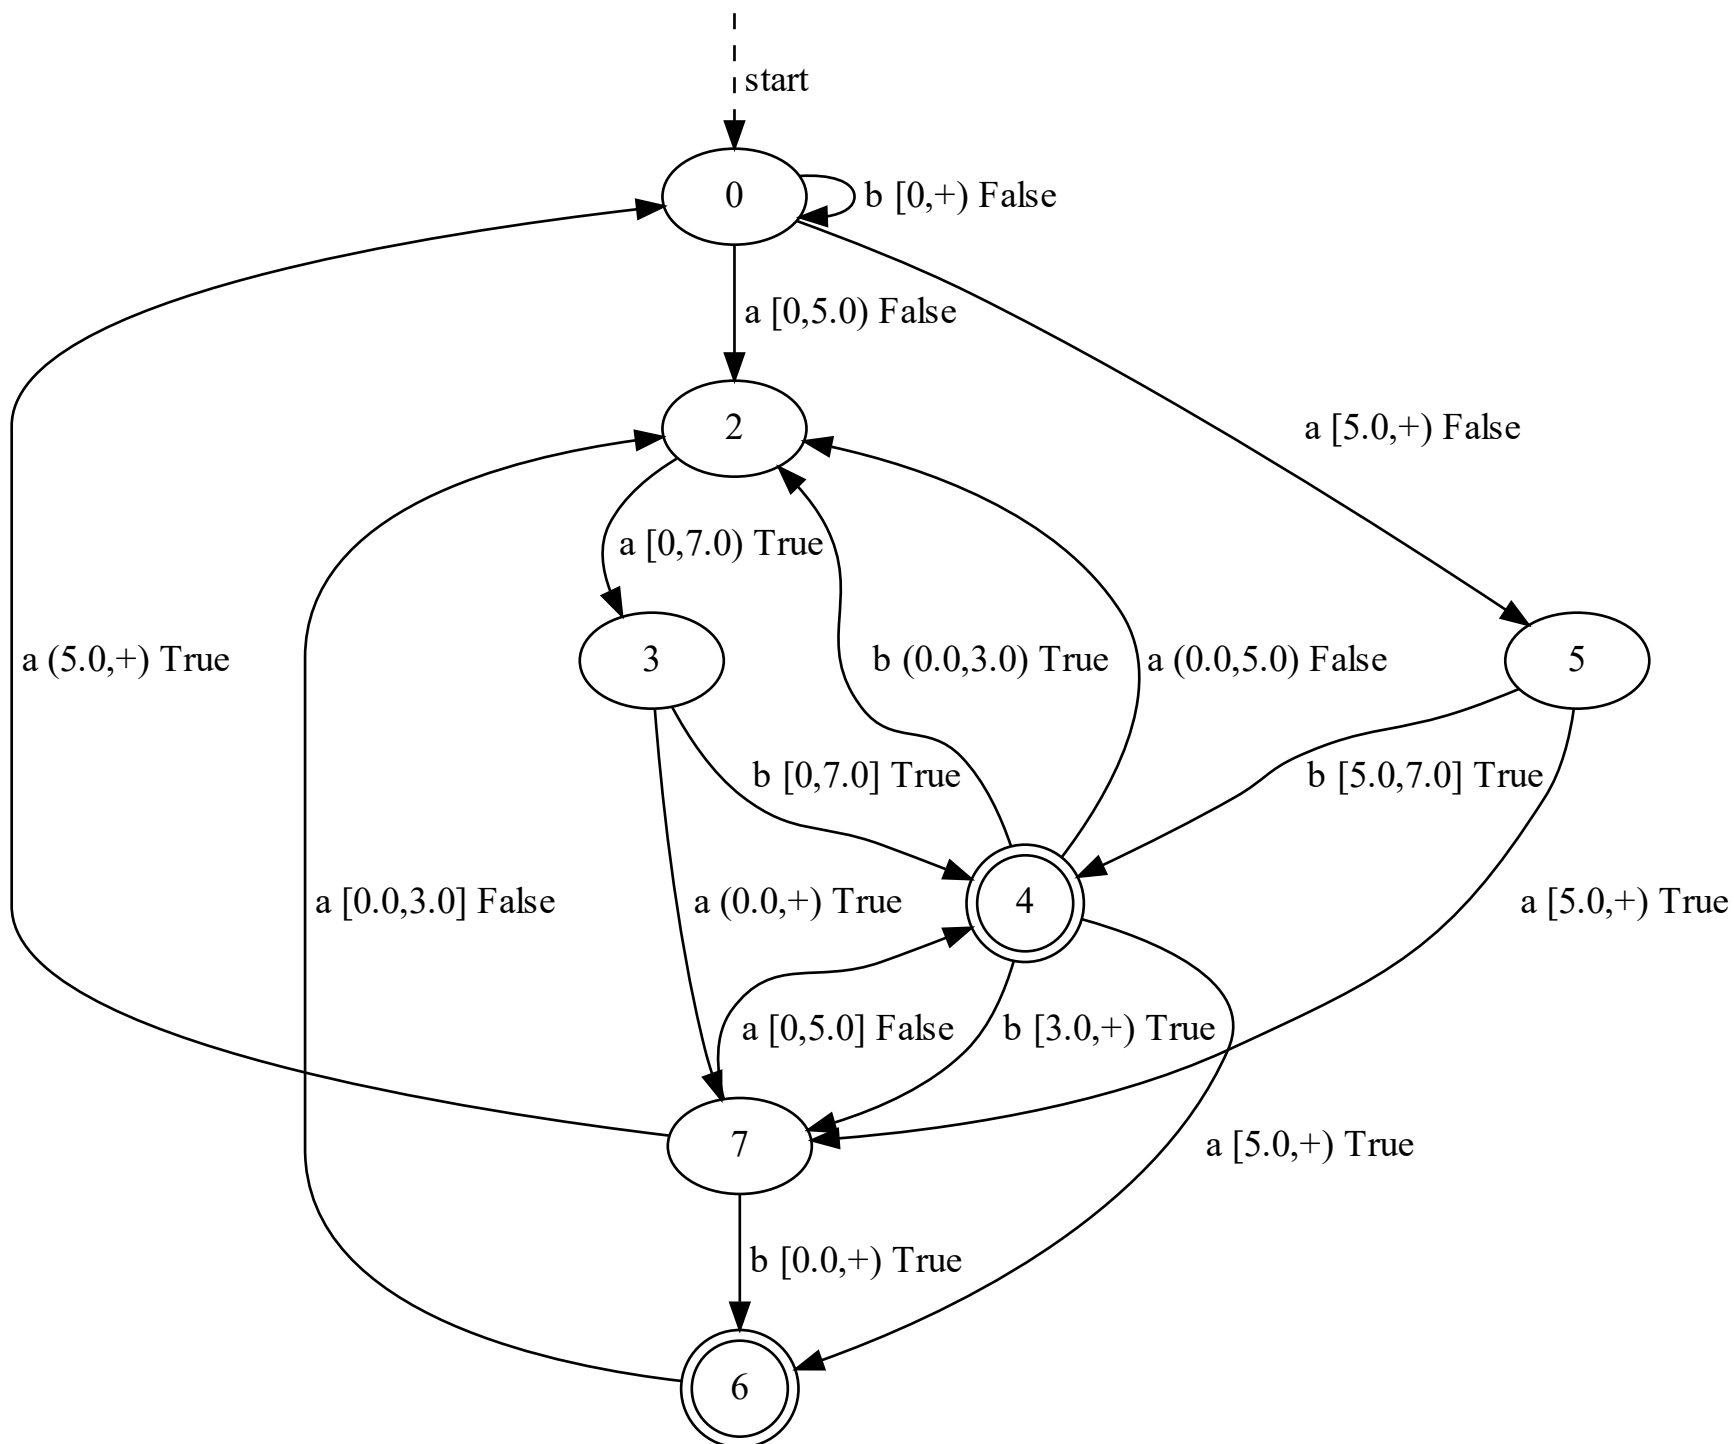 start
0
b [0,+) False
a [0,5.0) False
2
a [5.0,+) False
a [0,7.0) True
a (5.0,+) True
3
b (0.0,3.0) True
a (0.0,5.0) False
5
b [0,7.0] True
b [5.0,7.0] True
a [0.0,3.0] False
a (0.0,+) True
4
a [5.0,+) True
a [0,5.0] False
b [3.0,+) True
7
a [5.0,+) True
b [0.0,+) True
6